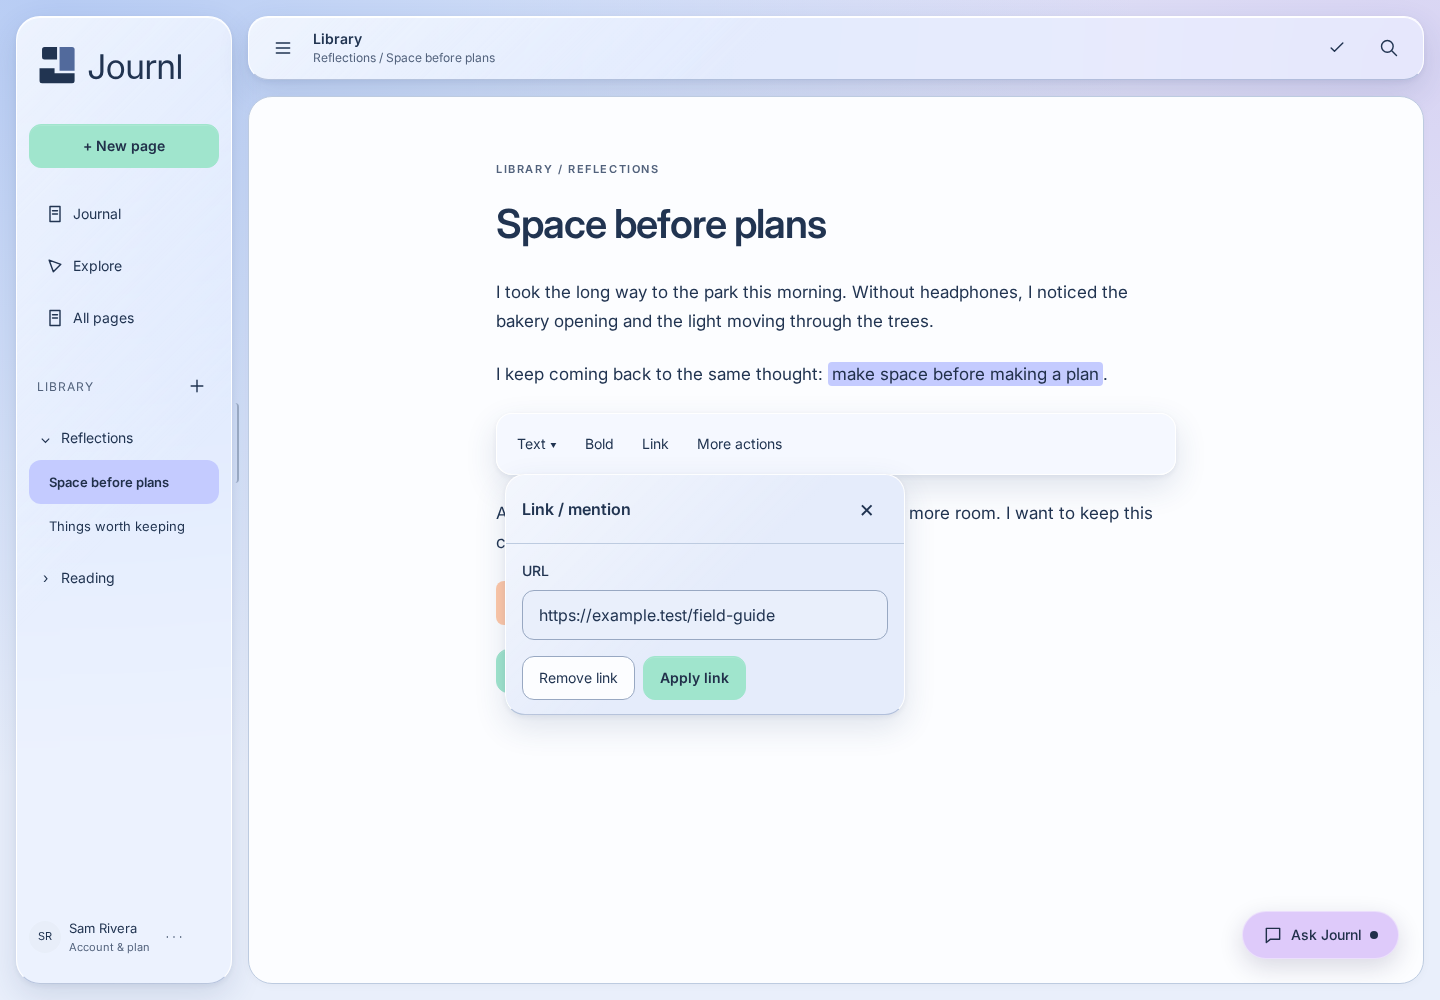 Journl
+ New page
Journal
Explore
All pages
LIBRARY
Reflections
Space before plans
Things worth keeping
Reading
SR
Sam Rivera
Account & plan
Library
Reflections / Space before plans
LIBRARY / REFLECTIONS
Space before plans
I took the long way to the park this morning. Without headphones, I noticed the
bakery opening and the light moving through the trees.
I keep coming back to the same thought: make space before making a plan.
Text ▾ Bold Link More actions
more room. I want to keep this
Link / mention
URL
https://example.test/field-guide
Remove link Apply link
Ask Journl